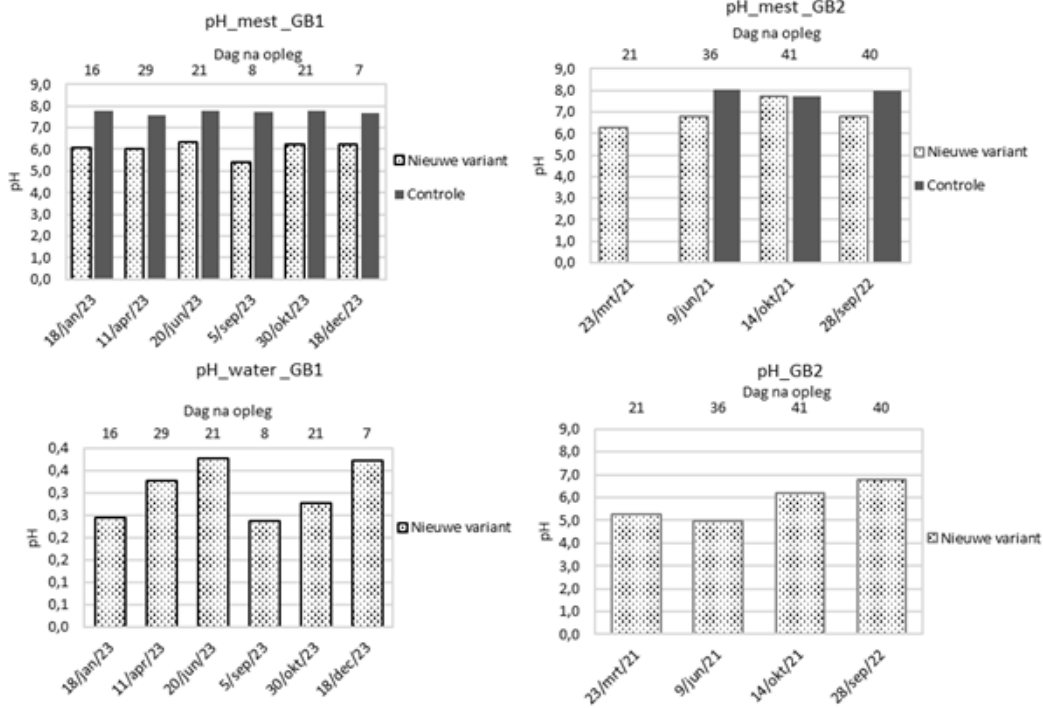 pH_mest _GB1
Dag na opleg
16 29 21 8 21 7
9,0
8,0
7,0
6,0
5,0
4,0
3,0
2,0
1,0
0,0
pH
Nieuwe variant
Controle
18/jan/23 11/apr/23 20/jun/23 5/sep/23 30/okt/23 18/dec/23
pH_mest _GB2
Dag na opleg
21 36 41 40
9,0
8,0
7,0
6,0
5,0
4,0
3,0
2,0
1,0
0,0
pH
Nieuwe variant
Controle
23/mrt/21 9/jun/21 14/okt/21 28/sep/22
pH_water _GB1
Dag na opleg
16 29 21 8 21 7
0,4
0,4
0,3
0,3
0,2
0,2
0,1
0,1
0,0
pH
Nieuwe variant
18/jan/23 11/apr/23 20/jun/23 5/sep/23 30/okt/23 18/dec/23
pH_GB2
Dag na opleg
21 36 41 40
9,0
8,0
7,0
6,0
5,0
4,0
3,0
2,0
1,0
0,0
pH
Nieuwe variant
23/mrt/21 9/jun/21 14/okt/21 28/sep/22